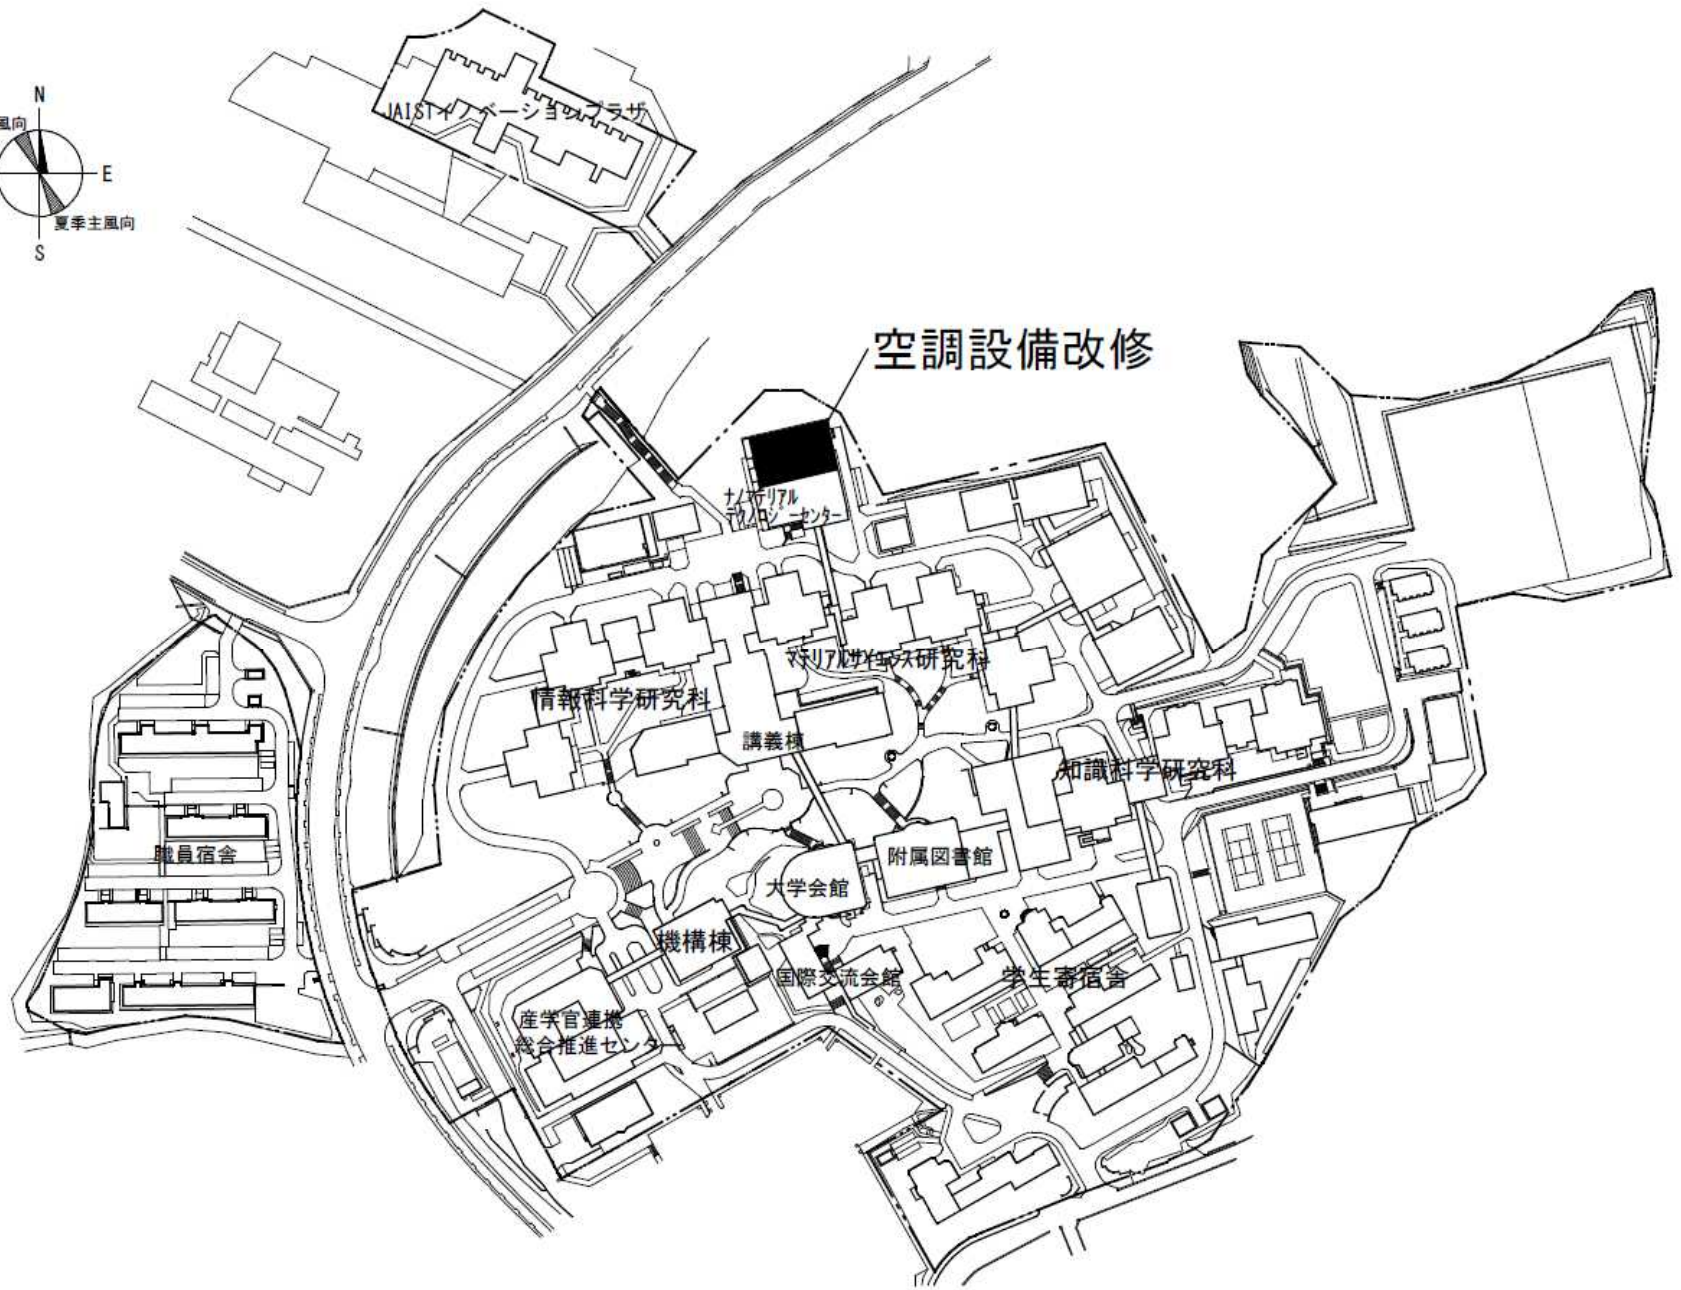 N
風向
E
夏季主風向
S
JAISTイノベーションプラザ
空調設備改修
ナノマテリアル
テクノロジーセンター
マテリアルサイエンス研究科
情報科学研究科
講義棟
知識科学研究科
職員宿舎
附属図書館
大学会館
機構棟
国際交流会館
学生寄宿舎
産学官連携
総合推進センター